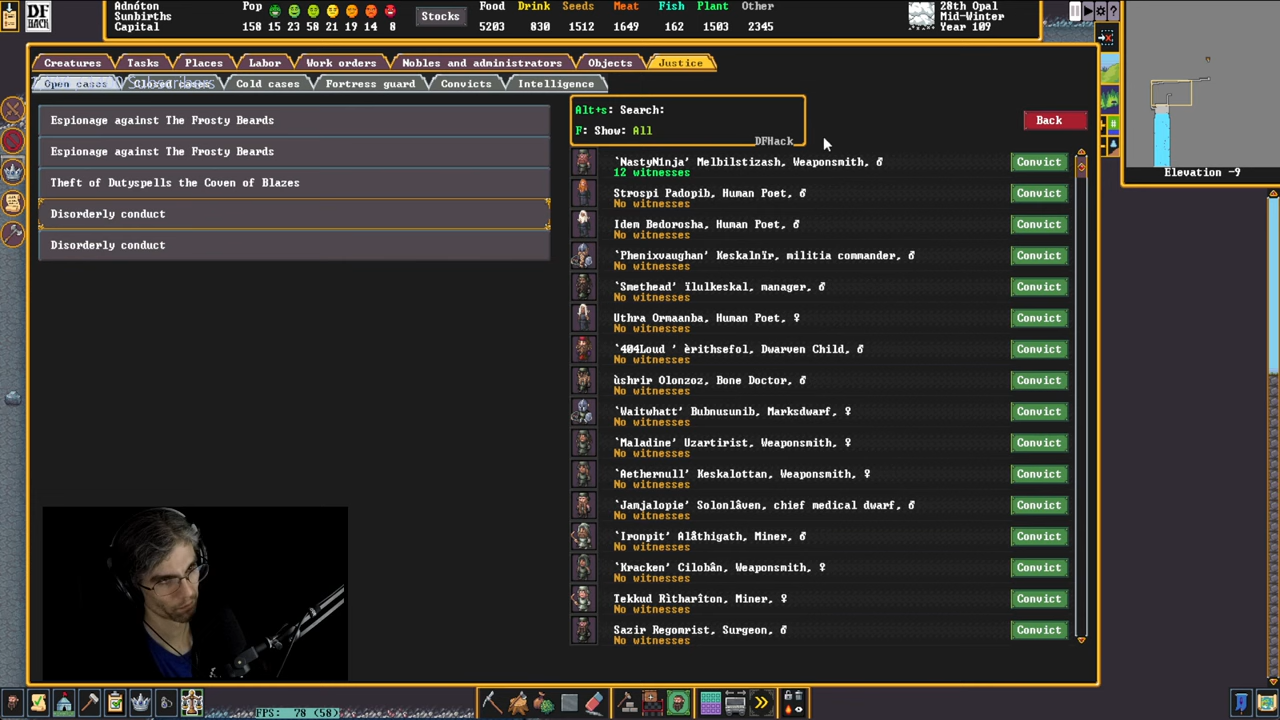 DF
HACK
Adnóton
Sunbirths
Capital
Pop
158 15 23 58 21 19 14 8
Stocks
Food Drink Seeds Meat Fish Plant Other
5203 830 1512 1649 162 1503 2345
28th Opal
Mid-Winter
Year 109
Elevation -9
Creatures Tasks Places Labor Work orders Nobles and administrators Objects Justice
Open cases Closed cases Cold cases Fortress guard Convicts Intelligence
Alt+s: Search:
F: Show: All
DFHack
Back
Espionage against The Frosty Beards
Espionage against The Frosty Beards
Theft of Dutyspells the Coven of Blazes
Disorderly conduct
Disorderly conduct
`NastyN1nja' Melbilstizash, Weaponsmith, ♂ Convict
12 witnesses
Strospi Padopib, Human Poet, ♂ Convict
No witnesses
Idem Bedorosha, Human Poet, ♂ Convict
No witnesses
`Phenixvaughan' Keskalnïr, militia commander, ♂ Convict
No witnesses
`Smethead' ïlulkeskal, manager, ♂ Convict
No witnesses
Uthra Ormaanba, Human Poet, ♀ Convict
No witnesses
`404Loud ' èrithsefol, Dwarven Child, ♂ Convict
No witnesses
ùshrir Olonzoz, Bone Doctor, ♂ Convict
No witnesses
`Waitwhatt' Bubnusunib, Marksdwarf, ♀ Convict
No witnesses
`Maladine' Uzartirist, Weaponsmith, ♀ Convict
No witnesses
`Aethernull' Keskalottan, Weaponsmith, ♀ Convict
No witnesses
`Jamjalopie' Solonlâven, chief medical dwarf, ♂ Convict
No witnesses
`Ironpit' Alâthigath, Miner, ♂ Convict
No witnesses
`Kracken' Cilobân, Weaponsmith, ♀ Convict
No witnesses
Tekkud Rìtharîton, Miner, ♀ Convict
No witnesses
Sazir Regomrist, Surgeon, ♂ Convict
No witnesses
FPS: 78 (58)